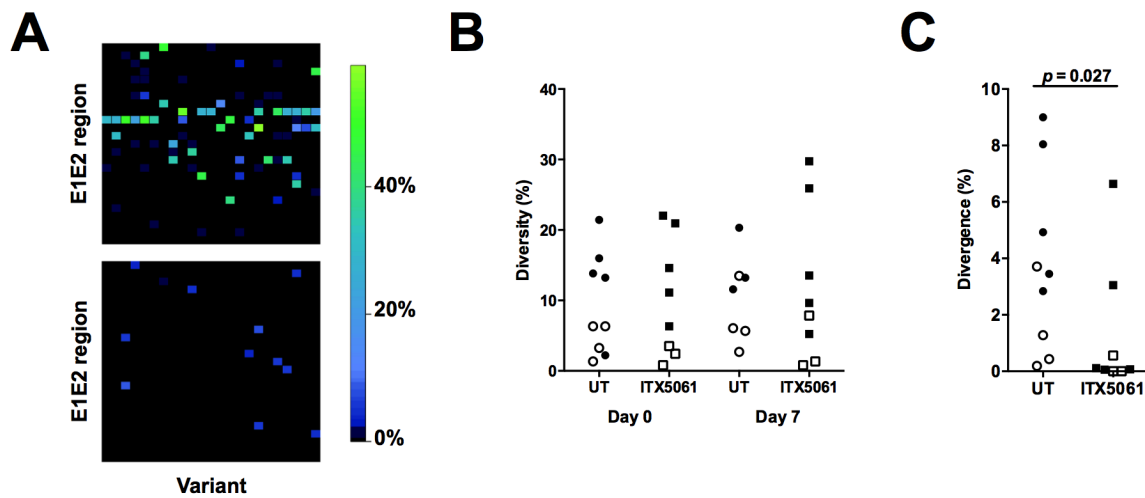 A
E1E2 region
E1E2 region
Variant
40%
20%
0%
B
Diversity (%)
40
30
20
10
0
UT
ITX5061
UT
ITX5061
Day 0
Day 7
C
p = 0.027
Divergence (%)
10
8
6
4
2
0
UT
ITX5061